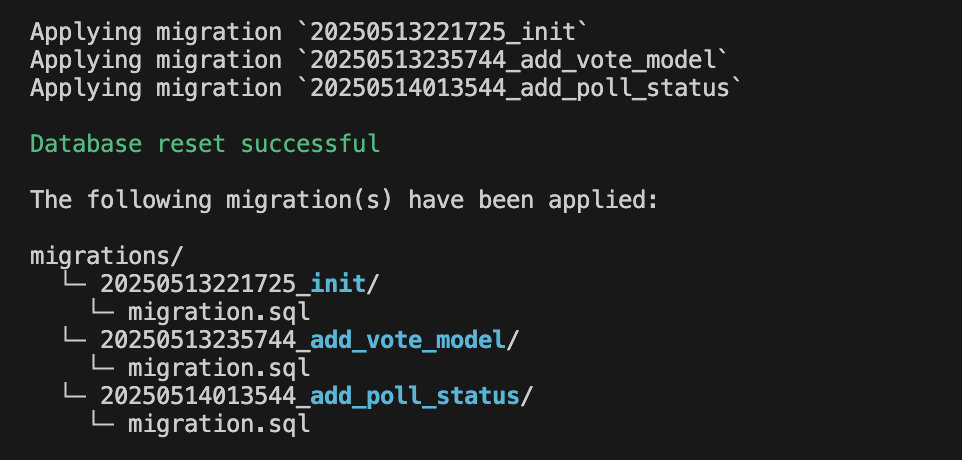 Applying migration `20250513221725_init`
Applying migration `20250513235744_add_vote_model`
Applying migration `20250514013544_add_poll_status`
Database reset successful
The following migration(s) have been applied:
migrations/
  └─ 20250513221725_init/
    └─ migration.sql
  └─ 20250513235744_add_vote_model/
    └─ migration.sql
  └─ 20250514013544_add_poll_status/
    └─ migration.sql